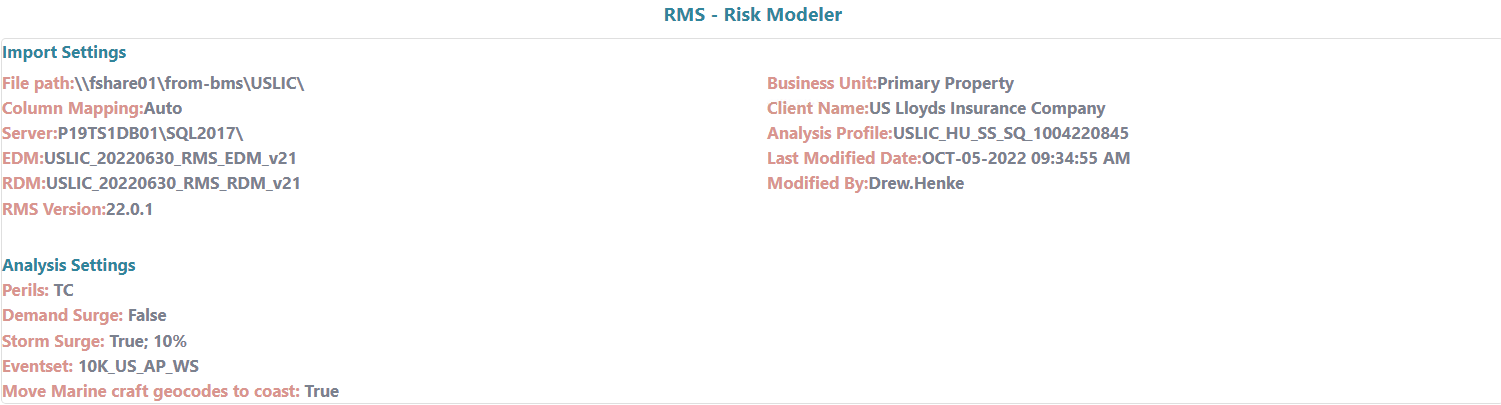 RMS - Risk Modeler
Import Settings
File path:\\fshare01\from-bms\USLIC\
Column Mapping:Auto
Server:P19TS1DB01\SQL2017\
EDM:USLIC_20220630_RMS_EDM_v21
RDM:USLIC_20220630_RMS_RDM_v21
RMS Version:22.0.1
Business Unit:Primary Property
Client Name:US Lloyds Insurance Company
Analysis Profile:USLIC_HU_SS_SQ_1004220845
Last Modified Date:OCT-05-2022 09:34:55 AM
Modified By:Drew.Henke
Analysis Settings
Perils: TC
Demand Surge: False
Storm Surge: True; 10%
Eventset: 10K_US_AP_WS
Move Marine craft geocodes to coast: True